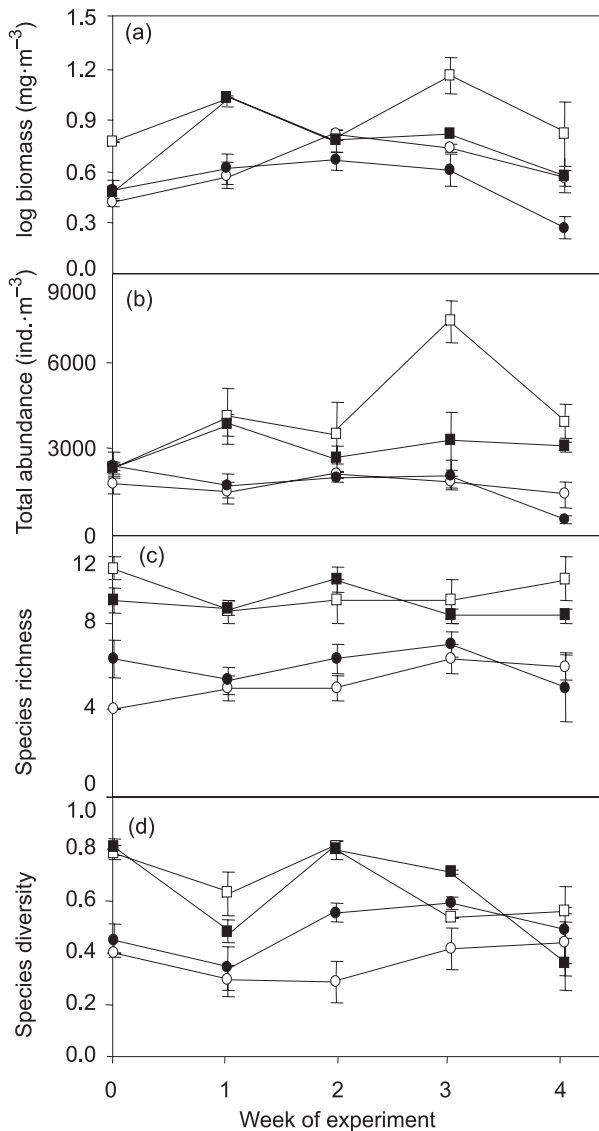 (a)
log biomass (mg·m⁻³)
1.5
1.2
0.9
0.6
0.3
0.0
(b)
Total abundance (ind.·m⁻³)
9000
6000
3000
0
(c)
Species richness
12
8
4
0
(d)
Species diversity
1.0
0.8
0.6
0.4
0.2
0.0
0 1 2 3 4
Week of experiment